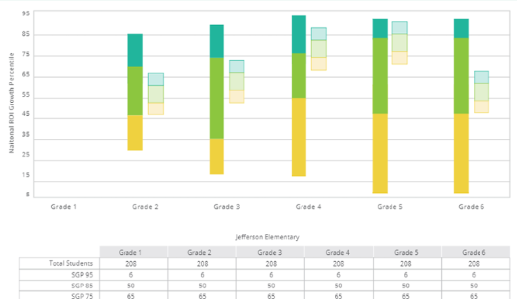 National ROI Growth Percentile
95
85
75
65
55
45
35
25
15
Grade 1 Grade 2 Grade 3 Grade 4 Grade 5 Grade 6
Jefferson Elementary
Grade 1 Grade 2 Grade 3 Grade 4 Grade 5 Grade 6
Total Students 208 208 208 208 208 208
SGP 95 6 6 6 6 6 6
SGP 85 50 50 50 50 50 50
SGP 75 65 65 65 65 65 65